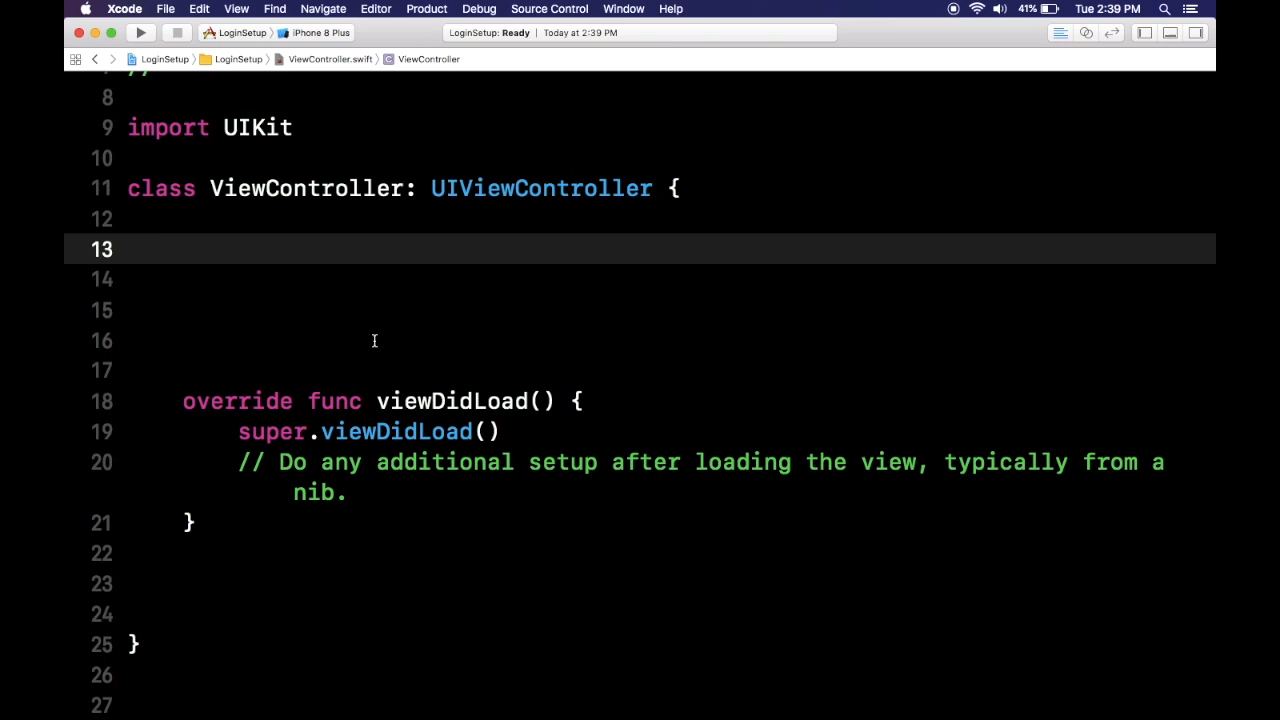 Xcode File Edit View Find Navigate Editor Product Debug Source Control Window Help 41% Tue 2:39 PM
LoginSetup iPhone 8 Plus LoginSetup: Ready | Today at 2:39 PM
LoginSetup LoginSetup ViewController.swift C ViewController
//
8
9 import UIKit
10
11 class ViewController: UIViewController {
12
13
14
15
16
17
18 override func viewDidLoad() {
19 super.viewDidLoad()
20 // Do any additional setup after loading the view, typically from a
nib.
21 }
22
23
24
25 }
26
27